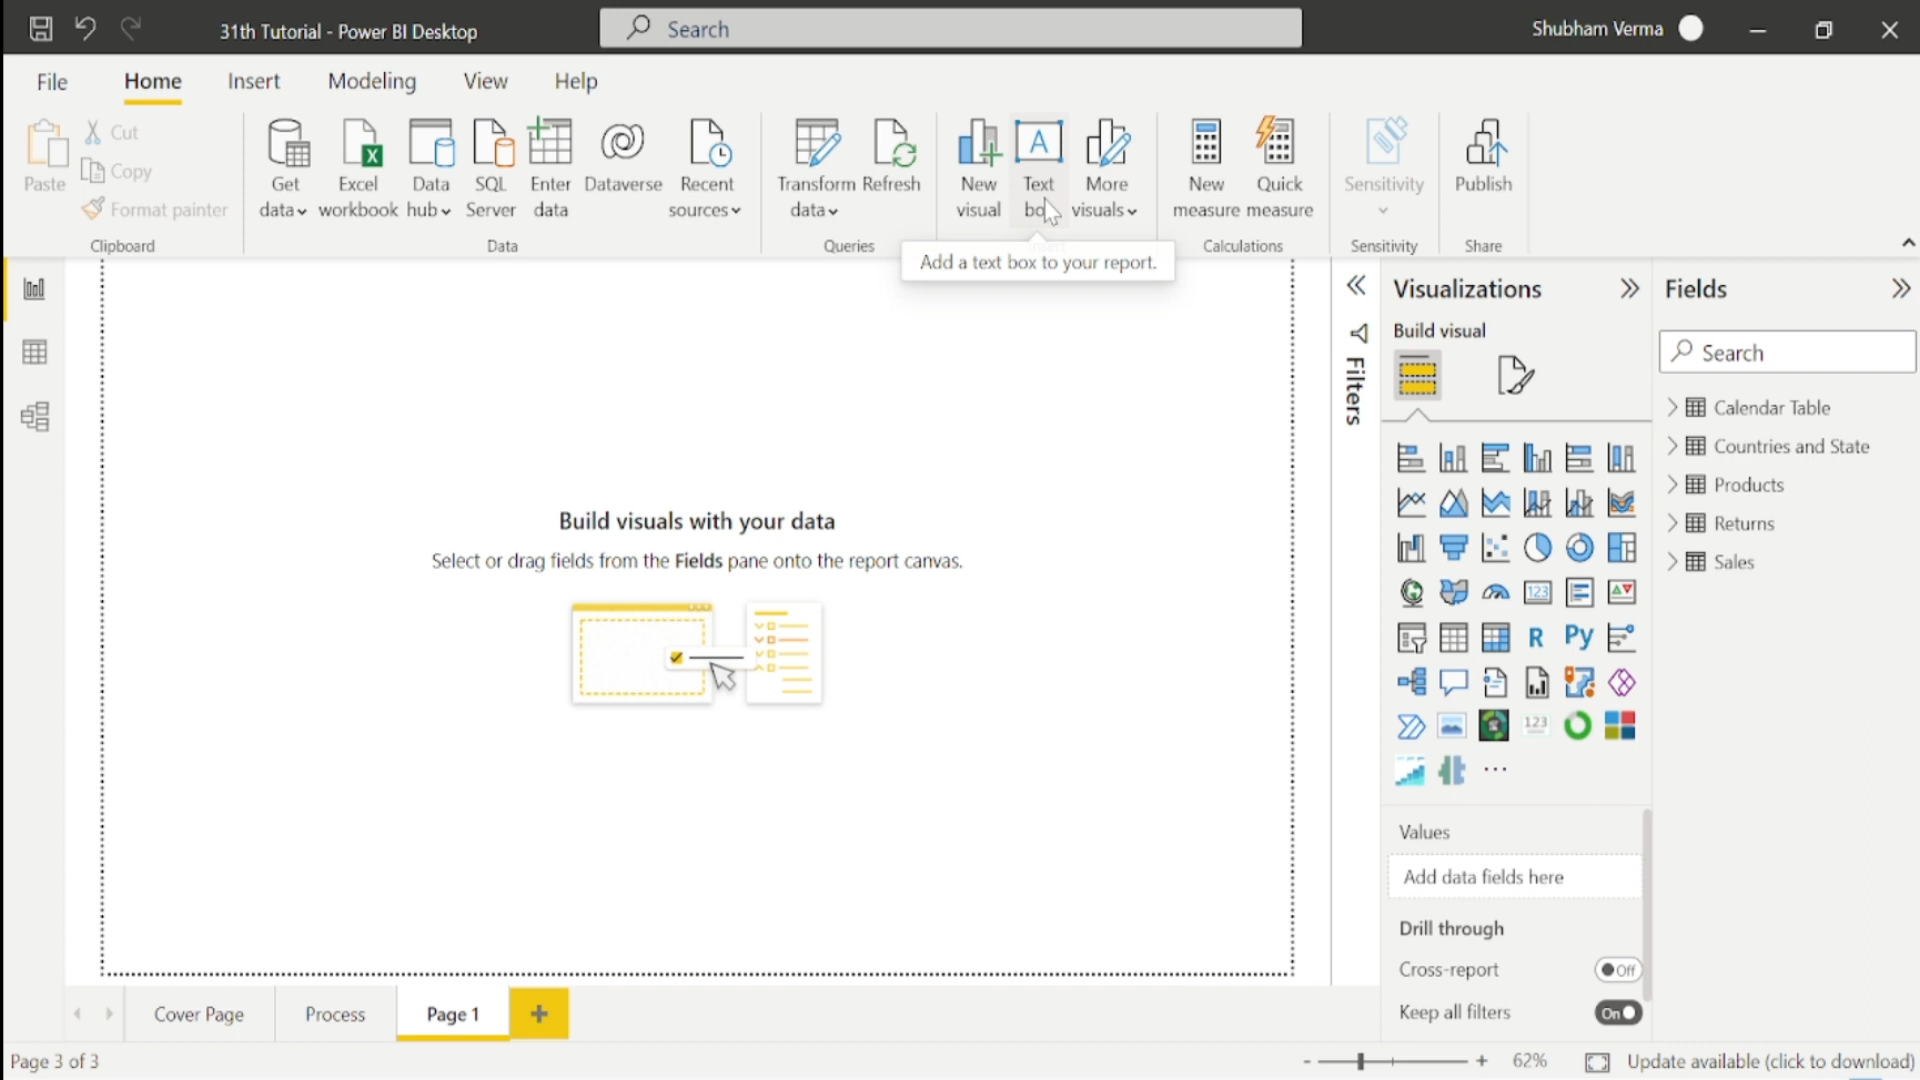 31th Tutorial - Power BI Desktop
Search
Shubham Verma
File
Home
Insert
Modeling
View
Help
Paste
Cut
Copy
Format painter
Clipboard
Get data
Excel workbook
Data hub
SQL Server
Enter data
Dataverse
Recent sources
Data
Transform data
Refresh
Queries
New visual
Text box
More visuals
Add a text box to your report.
New measure
Quick measure
Calculations
Sensitivity
Sensitivity
Publish
Share
Build visuals with your data
Select or drag fields from the Fields pane onto the report canvas.
Filters
Visualizations
Build visual
123
R
Py
123
Values
Add data fields here
Drill through
Cross-report
Off
Keep all filters
On
Fields
Search
Calendar Table
Countries and State
Products
Returns
Sales
Cover Page
Process
Page 1
Page 3 of 3
62%
Update available (click to download)